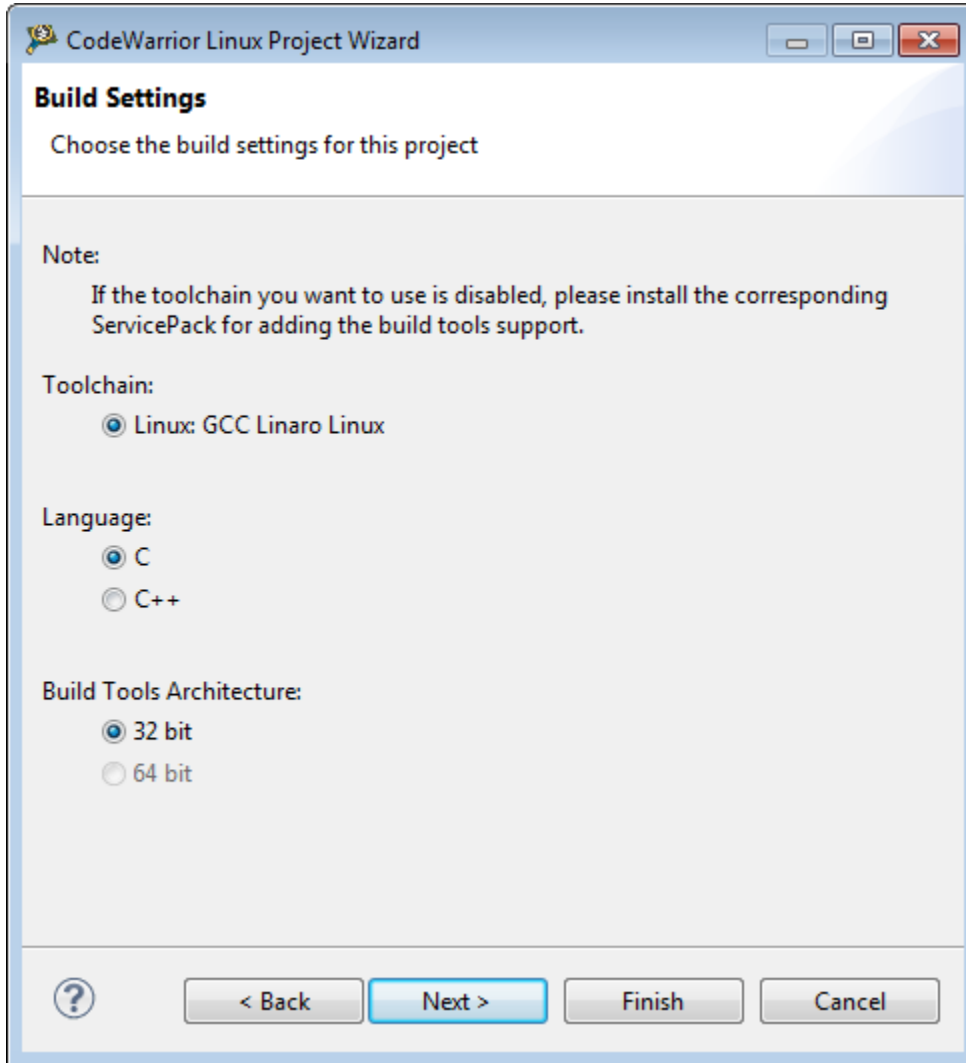 CodeWarrior Linux Project Wizard
Build Settings
Choose the build settings for this project
Note:
If the toolchain you want to use is disabled, please install the corresponding
ServicePack for adding the build tools support.
Toolchain:
Linux: GCC Linaro Linux
Language:
C
C++
Build Tools Architecture:
32 bit
64 bit
? < Back Next > Finish Cancel